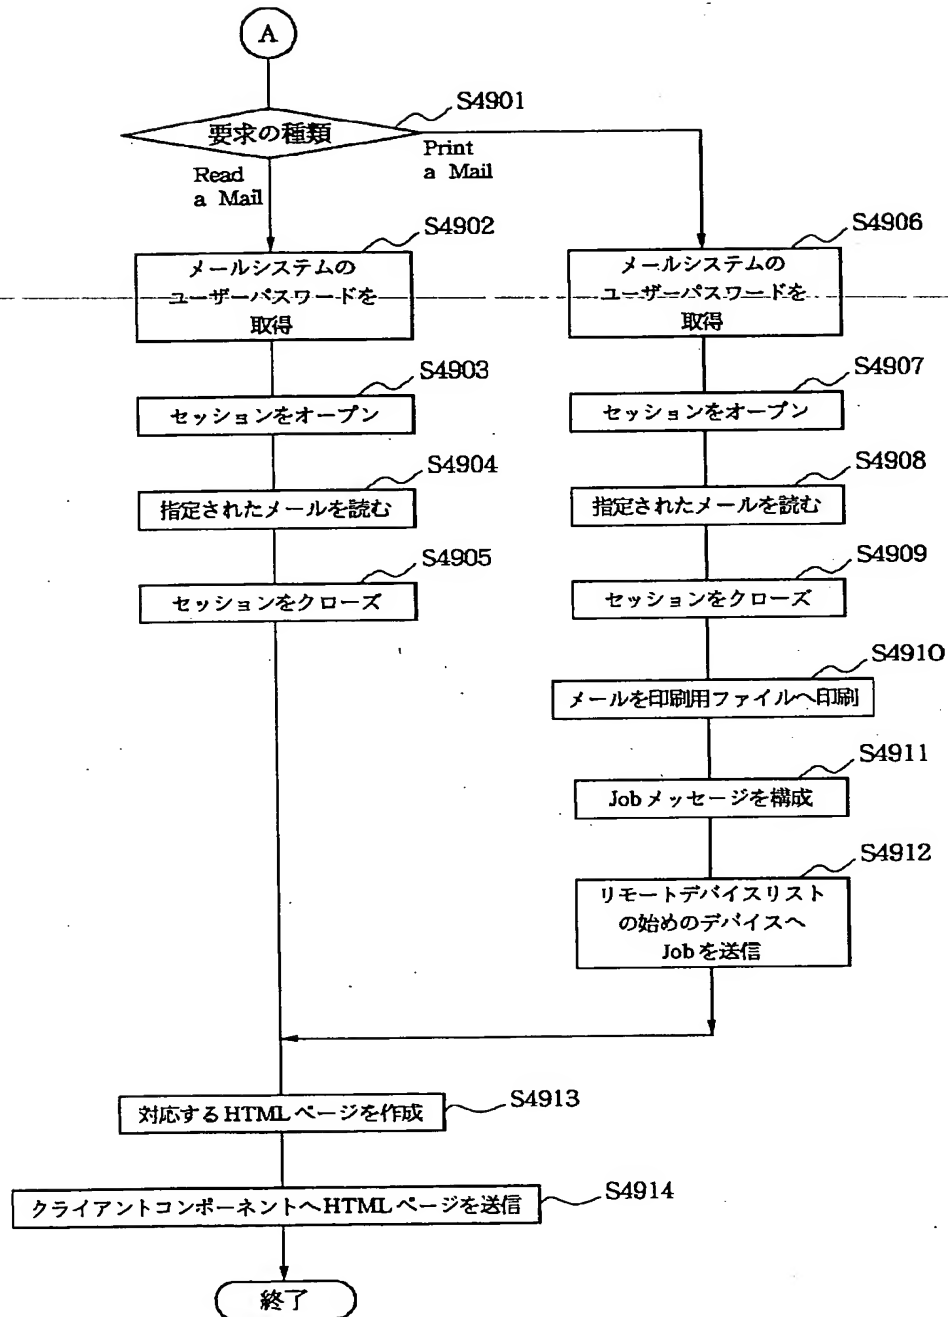 A
S4901
要求の種類
Read
a Mail
Print
a Mail
S4902
メールシステムの
ユーザーパスワードを
取得
S4903
セッションをオープン
S4904
指定されたメールを読む
S4905
セッションをクローズ
S4906
メールシステムの
ユーザーパスワードを
取得
S4907
セッションをオープン
S4908
指定されたメールを読む
S4909
セッションをクローズ
S4910
メールを印刷用ファイルへ印刷
S4911
Jobメッセージを構成
S4912
リモートデバイスリスト
の始めのデバイスへ
Jobを送信
S4913
対応するHTMLページを作成
S4914
クライアントコンポーネントへHTMLページを送信
終了